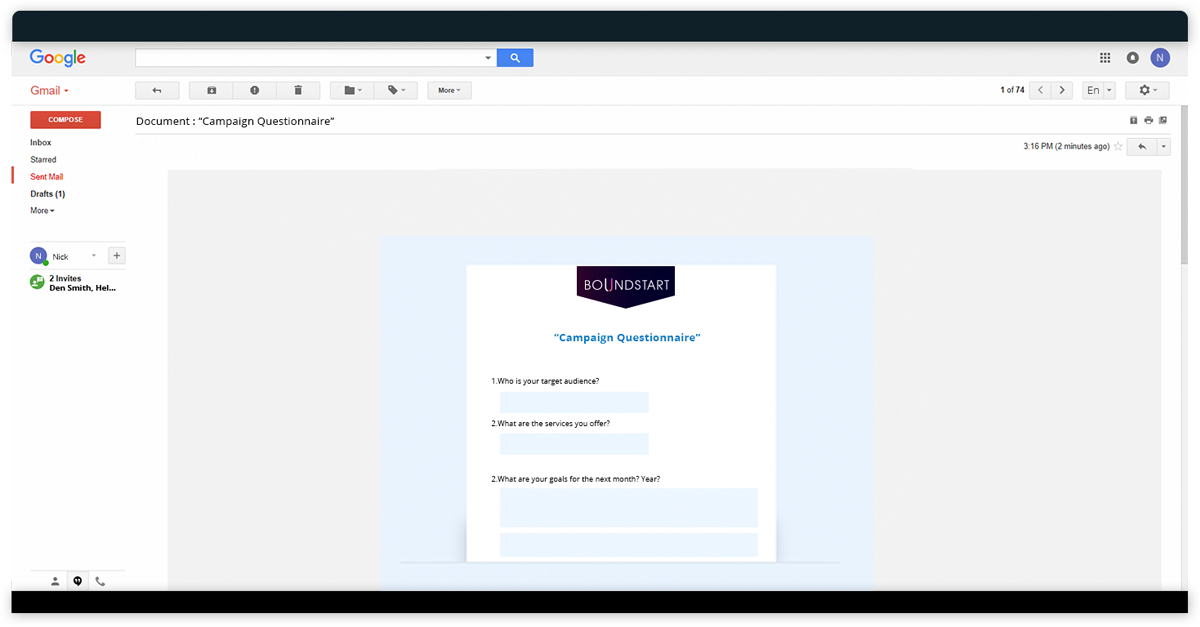 Google
N
Gmail
More
1 of 74
En
COMPOSE
Document : “Campaign Questionnaire”
Inbox
Starred
Sent Mail
Drafts (1)
More
3:16 PM (2 minutes ago)
N
Nick
+
2 Invites
Den Smith, Hel...
BOUNDSTART
“Campaign Questionnaire”
1.Who is your target audience?
2.What are the services you offer?
2.What are your goals for the next month? Year?